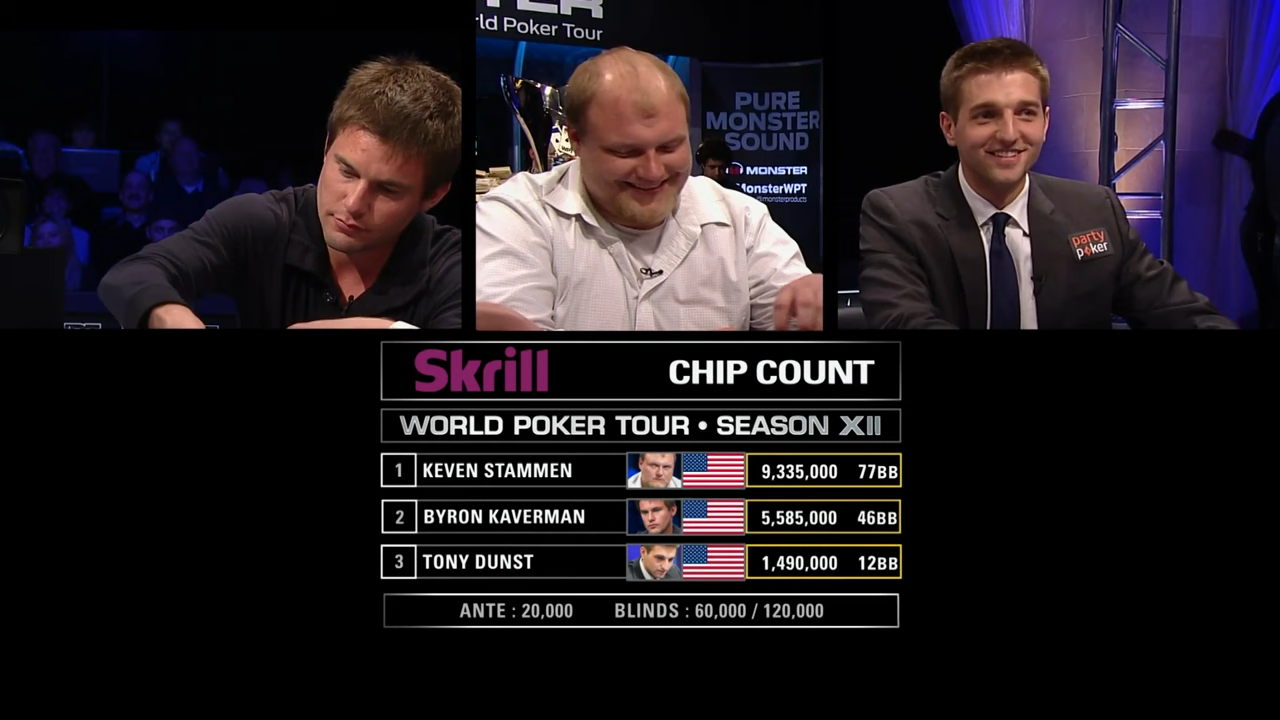 rld Poker Tour
PURE
MONSTER
SOUND
MONSTER
MonsterWPT
party
poker
Skrill CHIP COUNT
WORLD POKER TOUR • SEASON XII
1 KEVEN STAMMEN 9,335,000 77BB
2 BYRON KAVERMAN 5,585,000 46BB
3 TONY DUNST 1,490,000 12BB
ANTE : 20,000 BLINDS : 60,000 / 120,000